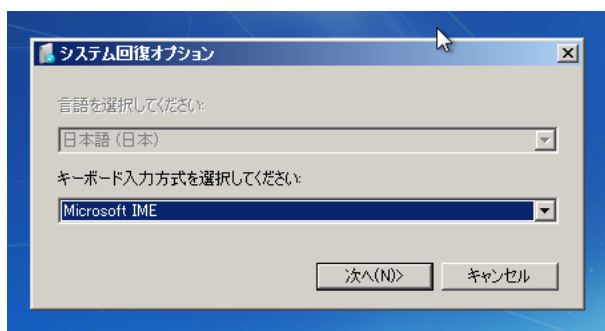 システム回復オプション
言語を選択してください:
日本語 (日本)
キーボード入力方式を選択してください:
Microsoft IME
次へ(N)>
キャンセル